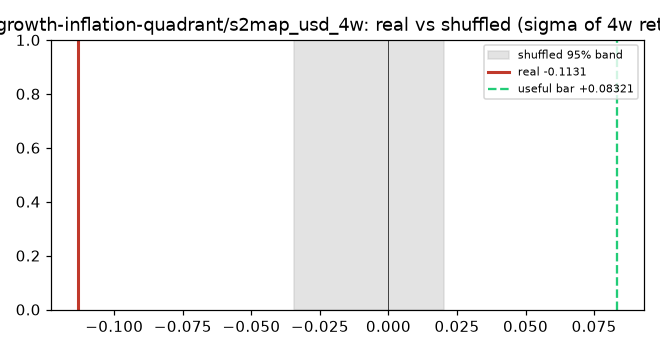 growth-inflation-quadrant/s2map_usd_4w: real vs shuffled (sigma of 4w ret
1.0
0.8
0.6
0.4
0.2
0.0
shuffled 95% band
real -0.1131
useful bar +0.08321
−0.100 −0.075 −0.050 −0.025 0.000 0.025 0.050 0.075